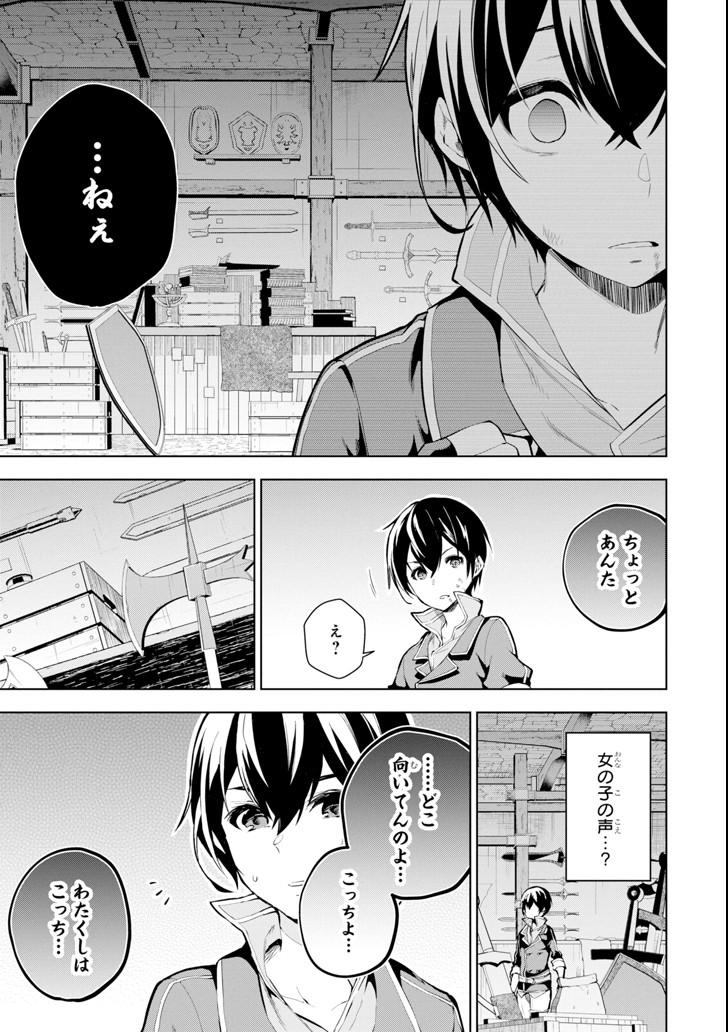 …ねぇ
ちょっと
あんた
え？
女の子の声…？
……どこ
向いてんのよ…
こっちよ…
わたくしは
こっち…